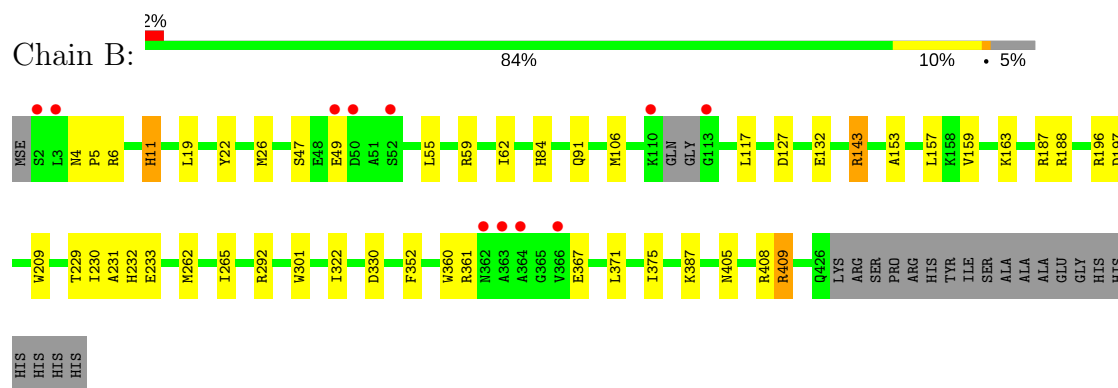 2%
Chain B:
84% 10% • 5%
MSE S2 L3 N4 P5 R6 H11 L19 Y22 M26 S47 E48 E49 D50 A51 S52 L55 R59 I62 H84 Q91 M106 K110 GLN GLY G113 L117 D127 E132 R143 A153 L157 K158 V159 K163 R187 R188 R196
W209 T229 I230 A231 H232 E233 M262 I265 R292 W301 I322 D330 F352 W360 R361 N362 A363 A364 G365 V366 E367 L371 I375 K387 N405 R408 R409 Q426 LYS ARG SER PRO ARG HIS TYR ILE SER ALA ALA ALA GLU GLY HIS HIS
HIS HIS HIS HIS